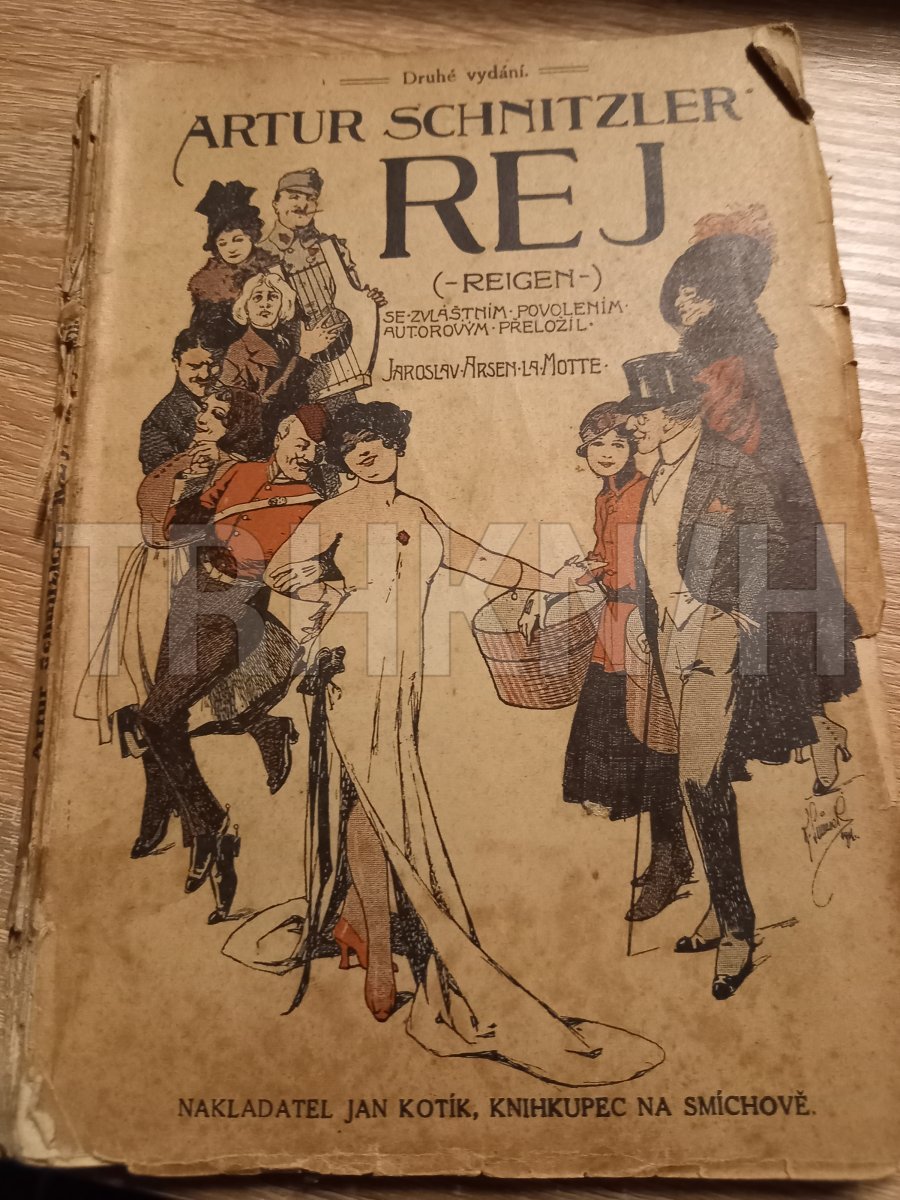 Druhé vydání.
ARTUR SCHNITZLER
REJ
(-REIGEN-)
SE·ZVLÁŠTNÍM·POVOLENÍM·
AUTOROVÝM·PŘELOŽIL·
JAROSLAV·ARSEN·LA·MOTTE·
TRHKNVH
NAKLADATEL JAN KOTÍK, KNIHKUPEC NA SMÍCHOVĚ.